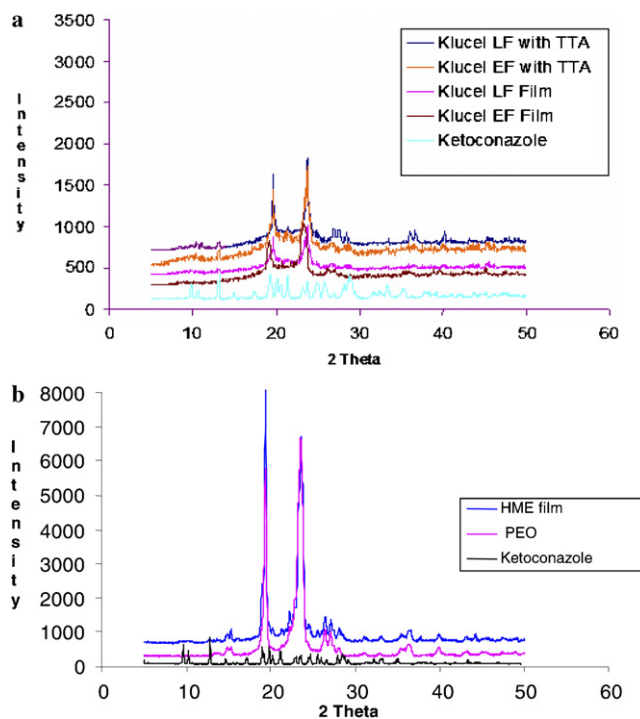 a
3500
3000
2500
2000
1500
1000
500
0
Intensity
Klucel LF with TTA
Klucel EF with TTA
Klucel LF Film
Klucel EF Film
Ketoconazole
0 10 20 30 40 50 60
2 Theta
b
8000
7000
6000
5000
4000
3000
2000
1000
0
Intensity
HME film
PEO
Ketoconazole
0 10 20 30 40 50 60
2 Theta